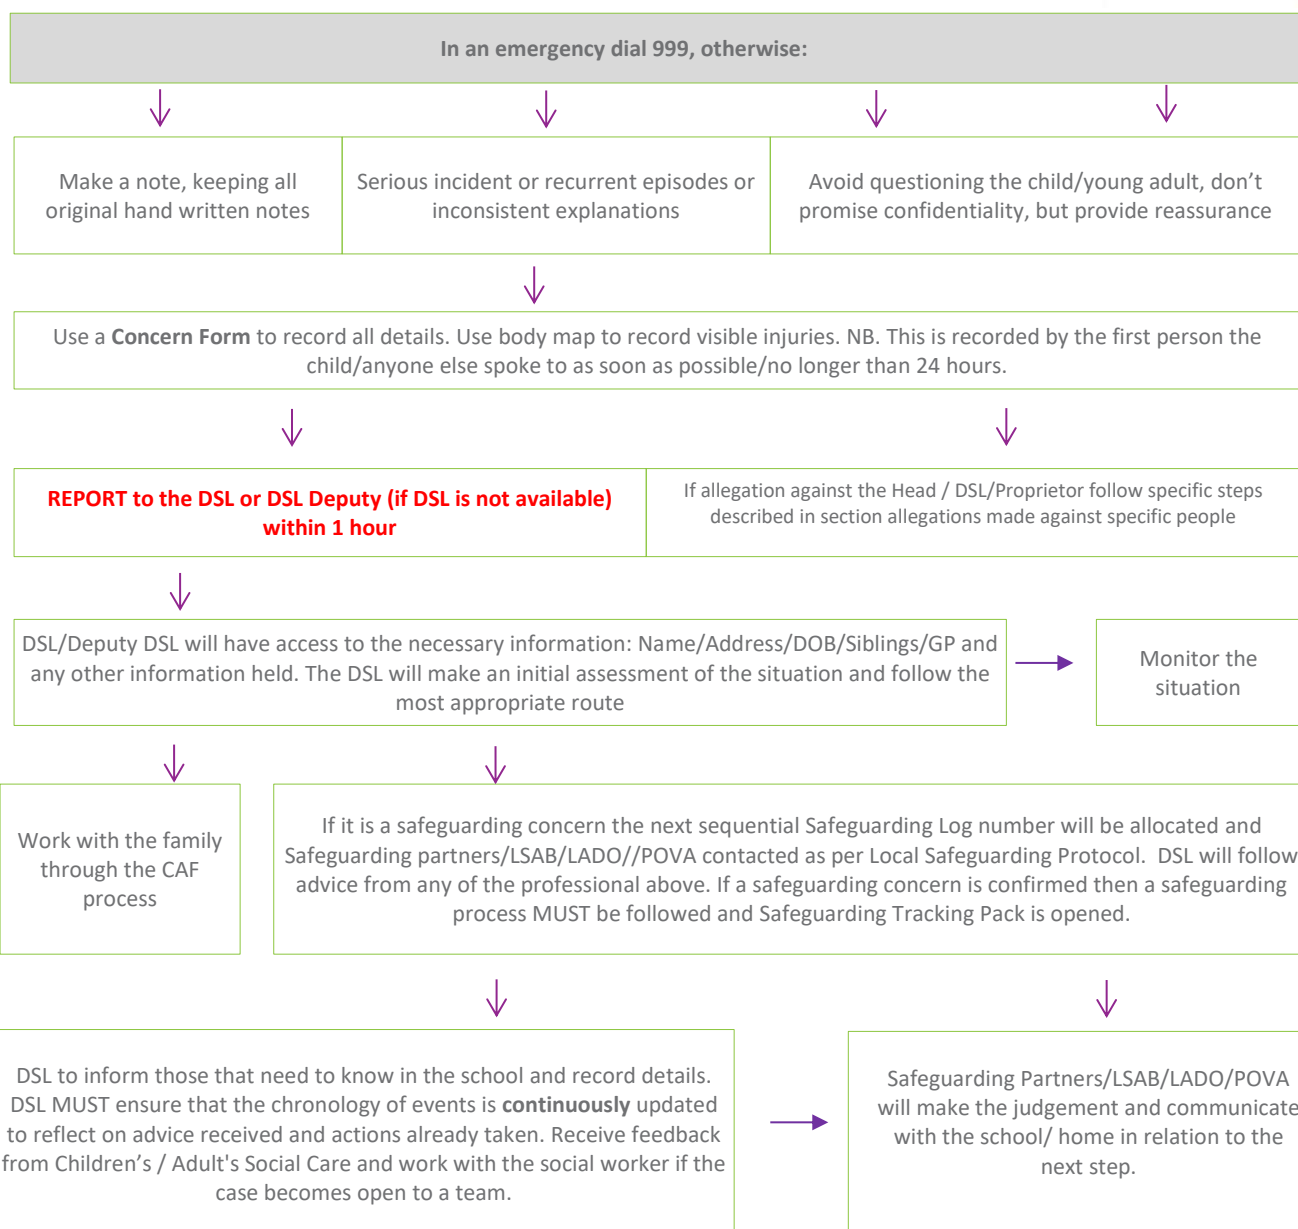 In an emergency dial 999, otherwise:
Make a note, keeping all
original hand written notes
Serious incident or recurrent episodes or
inconsistent explanations
Avoid questioning the child/young adult, don’t
promise confidentiality, but provide reassurance
Use a Concern Form to record all details. Use body map to record visible injuries. NB. This is recorded by the first person the
child/anyone else spoke to as soon as possible/no longer than 24 hours.
REPORT to the DSL or DSL Deputy (if DSL is not available)
within 1 hour
If allegation against the Head / DSL/Proprietor follow specific steps
described in section allegations made against specific people
DSL/Deputy DSL will have access to the necessary information: Name/Address/DOB/Siblings/GP and
any other information held. The DSL will make an initial assessment of the situation and follow the
most appropriate route
Monitor the
situation
Work with the family
through the CAF
process
If it is a safeguarding concern the next sequential Safeguarding Log number will be allocated and
Safeguarding partners/LSAB/LADO//POVA contacted as per Local Safeguarding Protocol. DSL will follow
advice from any of the professional above. If a safeguarding concern is confirmed then a safeguarding
process MUST be followed and Safeguarding Tracking Pack is opened.
DSL to inform those that need to know in the school and record details.
DSL MUST ensure that the chronology of events is continuously updated
to reflect on advice received and actions already taken. Receive feedback
from Children’s / Adult's Social Care and work with the social worker if the
case becomes open to a team.
Safeguarding Partners/LSAB/LADO/POVA
will make the judgement and communicate
with the school/ home in relation to the
next step.